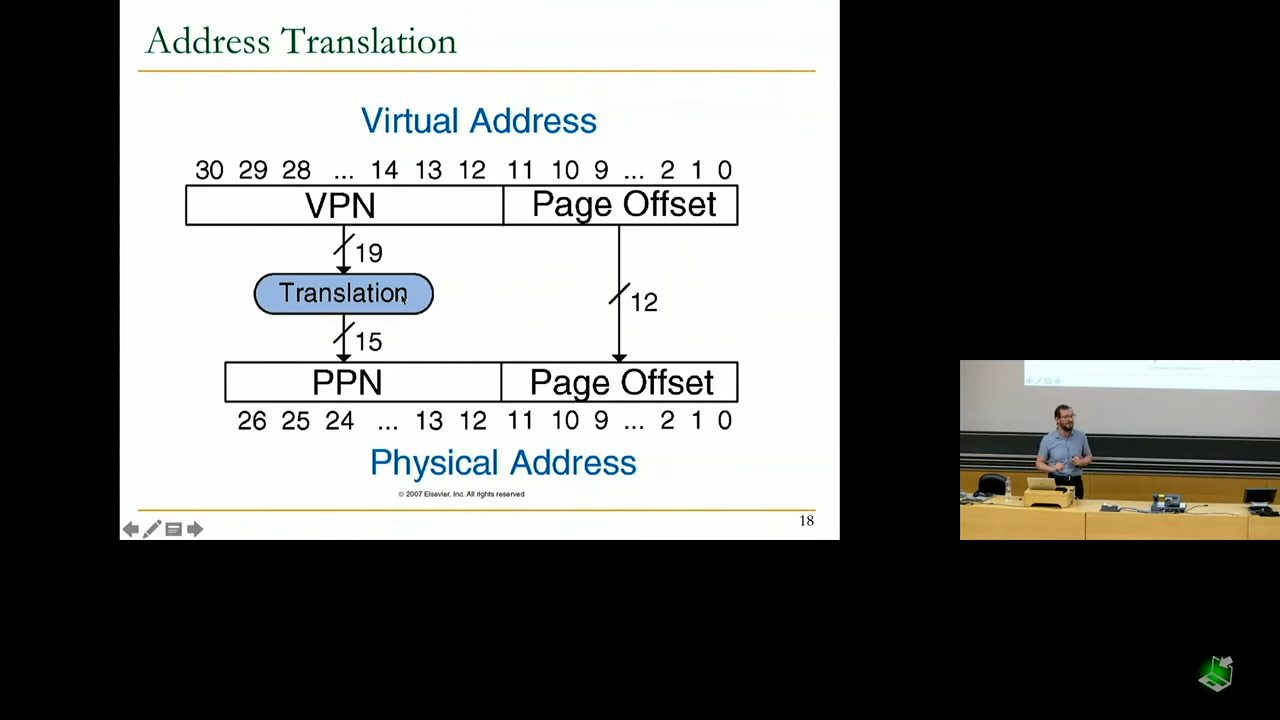 Address Translation
Virtual Address
30 29 28 ... 14 13 12 11 10 9 ... 2 1 0
VPN Page Offset
19
Translation
12
15
PPN Page Offset
26 25 24 ... 13 12 11 10 9 ... 2 1 0
Physical Address
© 2007 Elsevier, Inc. All rights reserved
18